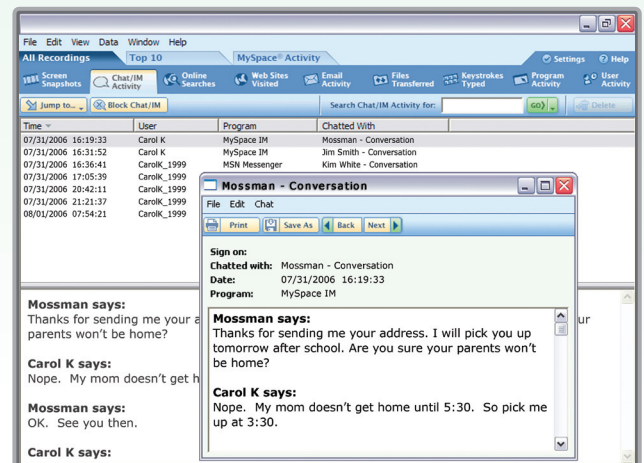 File Edit View Data Window Help
All Recordings Top 10 MySpace® Activity Settings Help
Screen Snapshots Chat/IM Activity Online Searches Web Sites Visited Email Activity Files Transferred Keystrokes Typed Program Activity User Activity
Jump to... Block Chat/IM Search Chat/IM Activity for: GO) Delete
Time User Program Chatted With
07/31/2006 16:19:33 Carol K MySpace IM Mossman - Conversation
07/31/2006 16:31:52 Carol K MySpace IM Jim Smith - Conversation
07/31/2006 16:36:41 CarolK_1999 MSN Messenger Kim White - Conversation
07/31/2006 17:05:39 CarolK_1999
07/31/2006 20:42:11 CarolK_1999
07/31/2006 21:21:37 CarolK_1999
08/01/2006 07:54:21 CarolK_1999
Mossman says:
Thanks for sending me your a
ur
parents won't be home?
Carol K says:
Nope. My mom doesn't get h
Mossman says:
OK. See you then.
Carol K says:
Mossman - Conversation
File Edit Chat
Print Save As Back Next
Sign on:
Chatted with: Mossman - Conversation
Date: 07/31/2006 16:19:33
Program: MySpace IM
Mossman says:
Thanks for sending me your address. I will pick you up
tomorrow after school. Are you sure your parents won't
be home?
Carol K says:
Nope. My mom doesn't get home until 5:30. So pick me
up at 3:30.